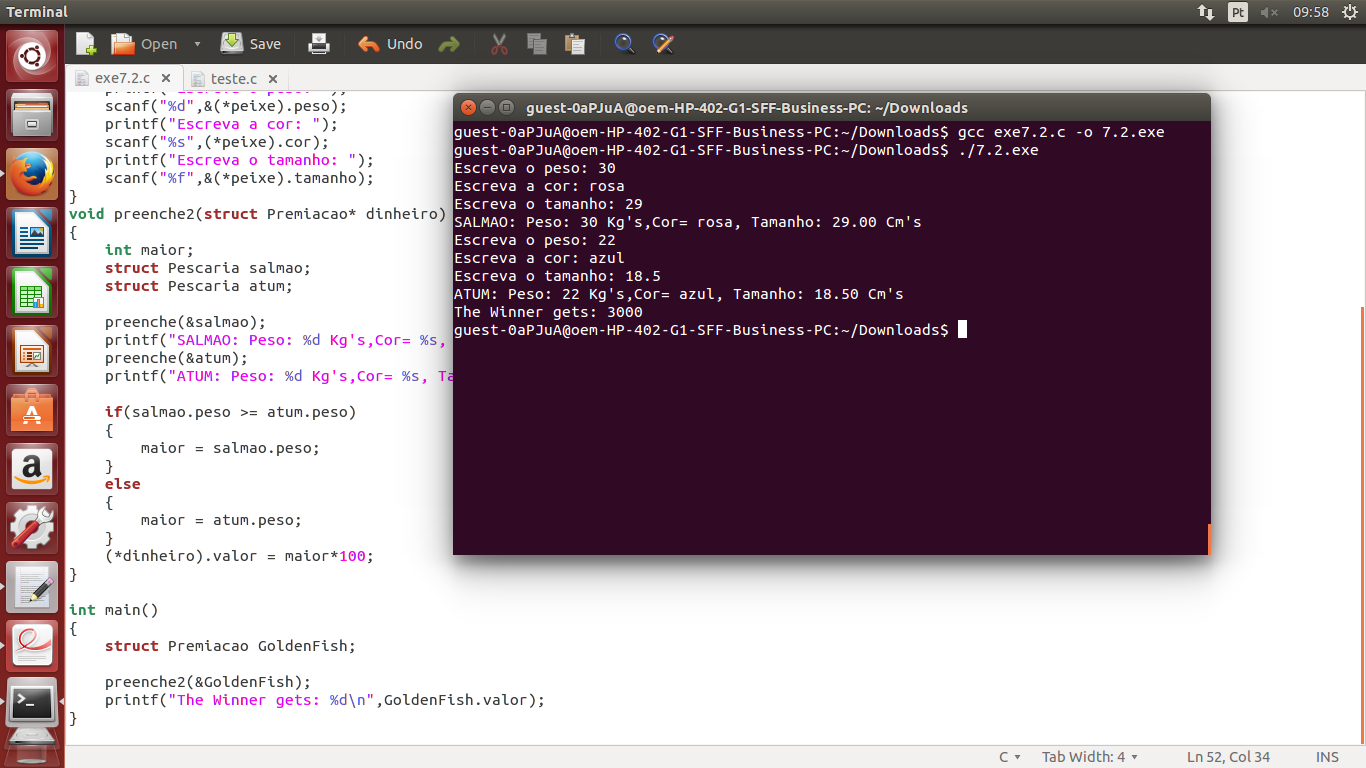 Terminal
Pt
09:58
Open
Save
Undo
exe7.2.c
teste.c
scanf("%d",&(*peixe).peso);
printf("Escreva a cor: ");
scanf("%s",(*peixe).cor);
printf("Escreva o tamanho: ");
scanf("%f",&(*peixe).tamanho);
}
void preenche2(struct Premiacao* dinheiro)
{
int maior;
struct Pescaria salmao;
struct Pescaria atum;
preenche(&salmao);
printf("SALMAO: Peso: %d Kg's,Cor= %s,
preenche(&atum);
printf("ATUM: Peso: %d Kg's,Cor= %s, Ta
if(salmao.peso >= atum.peso)
{
maior = salmao.peso;
}
else
{
maior = atum.peso;
}
(*dinheiro).valor = maior*100;
}
int main()
{
struct Premiacao GoldenFish;
preenche2(&GoldenFish);
printf("The Winner gets: %d\n",GoldenFish.valor);
}
guest-0aPJuA@oem-HP-402-G1-SFF-Business-PC: ~/Downloads
guest-0aPJuA@oem-HP-402-G1-SFF-Business-PC:~/Downloads$ gcc exe7.2.c -o 7.2.exe
guest-0aPJuA@oem-HP-402-G1-SFF-Business-PC:~/Downloads$ ./7.2.exe
Escreva o peso: 30
Escreva a cor: rosa
Escreva o tamanho: 29
SALMAO: Peso: 30 Kg's,Cor= rosa, Tamanho: 29.00 Cm's
Escreva o peso: 22
Escreva a cor: azul
Escreva o tamanho: 18.5
ATUM: Peso: 22 Kg's,Cor= azul, Tamanho: 18.50 Cm's
The Winner gets: 3000
guest-0aPJuA@oem-HP-402-G1-SFF-Business-PC:~/Downloads$
C
Tab Width: 4
Ln 52, Col 34
INS